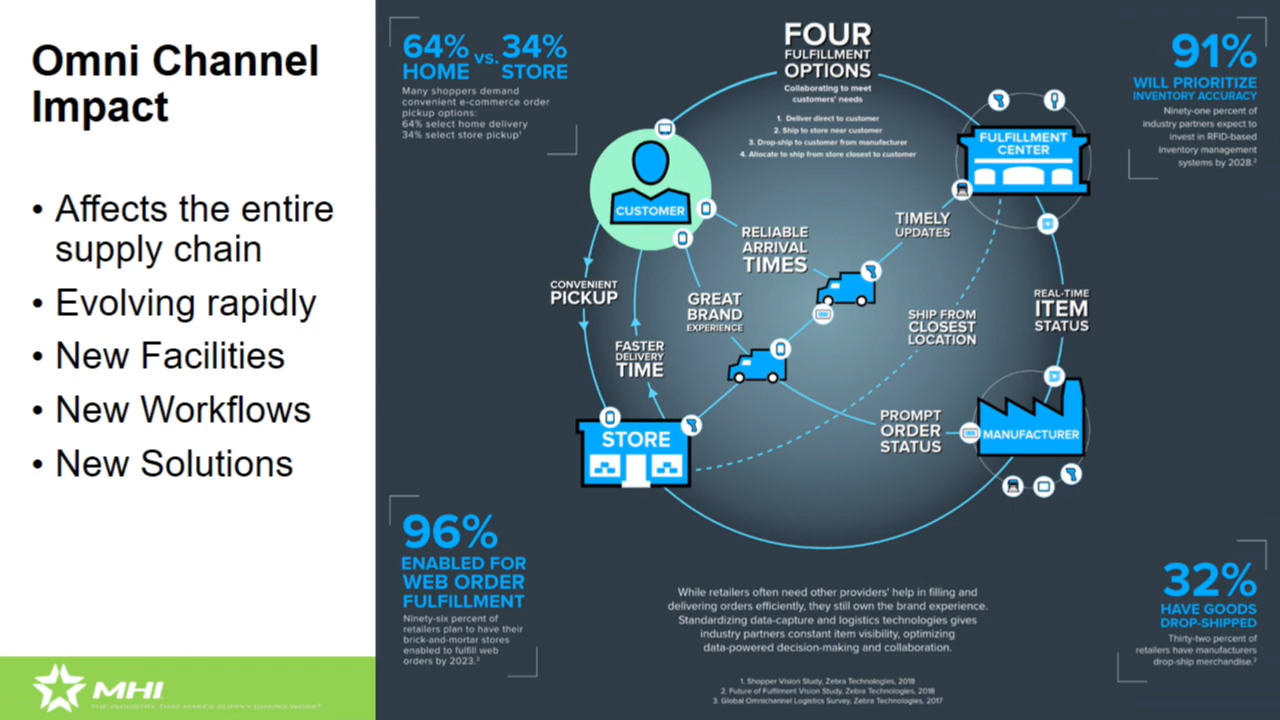 Omni Channel
Impact
• Affects the entire
supply chain
• Evolving rapidly
• New Facilities
• New Workflows
• New Solutions
MHI
THE INDUSTRY THAT MAKES SUPPLY CHAINS WORK
64% vs. 34%
HOME STORE
Many shoppers demand
convenient e-commerce order
pickup options:
64% select home delivery
34% select store pickup¹
FOUR
FULFILLMENT
OPTIONS
Collaborating to meet
customers' needs
1. Deliver direct to customer
2. Ship to store near customer
3. Drop-ship to customer from manufacturer
4. Allocate to ship from store closest to customer
91%
WILL PRIORITIZE
INVENTORY ACCURACY
Ninety-one percent of
industry partners expect to
invest in RFID-based
inventory management
systems by 2028.²
FULFILLMENT
CENTER
CUSTOMER
TIMELY
UPDATES
RELIABLE
ARRIVAL
TIMES
CONVENIENT
PICKUP
GREAT
BRAND
EXPERIENCE
REAL-TIME
ITEM
STATUS
SHIP FROM
CLOSEST
LOCATION
FASTER
DELIVERY
TIME
PROMPT
ORDER
STATUS
MANUFACTURER
STORE
96%
ENABLED FOR
WEB ORDER
FULFILLMENT
Ninety-six percent of
retailers plan to have their
brick-and-mortar stores
enabled to fulfill web
orders by 2023.³
While retailers often need other providers' help in filling and
delivering orders efficiently, they still own the brand experience.
Standardizing data-capture and logistics technologies gives
industry partners constant item visibility, optimizing
data-powered decision-making and collaboration.
1. Shopper Vision Study, Zebra Technologies, 2018
2. Future of Fulfilment Vision Study, Zebra Technologies, 2018
3. Global Omnichannel Logistics Survey, Zebra Technologies, 2017
32%
HAVE GOODS
DROP-SHIPPED
Thirty-two percent of
retailers have manufacturers
drop-ship merchandise.²